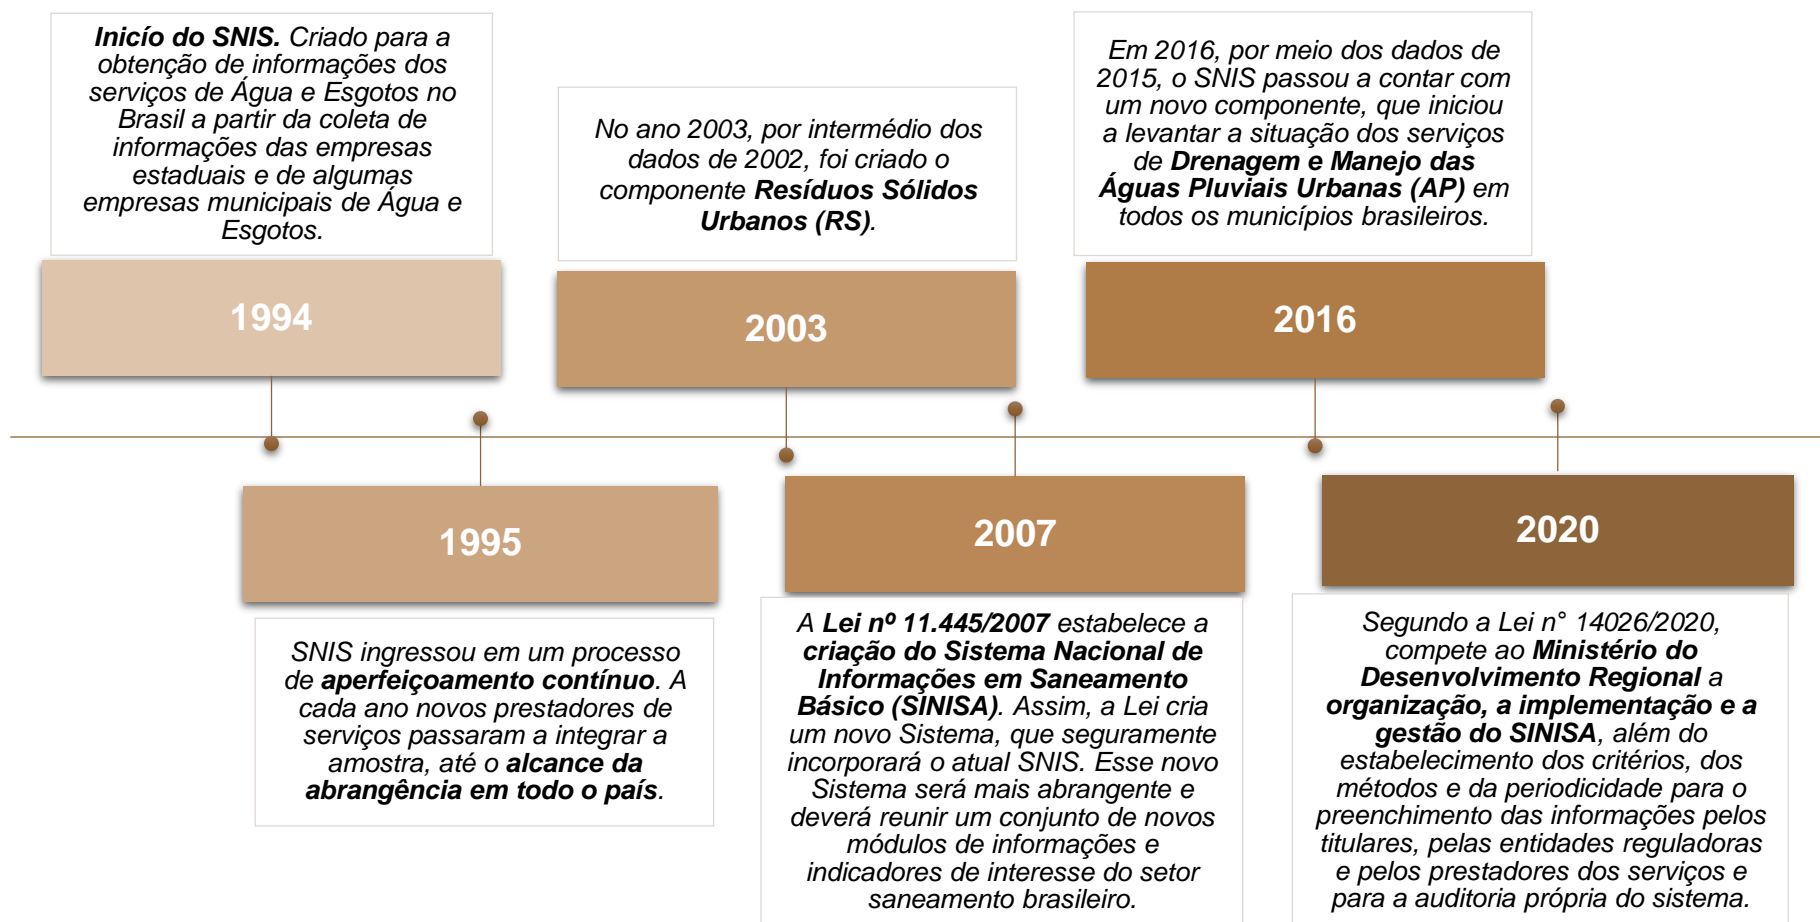 Inicío do SNIS. Criado para a
obtenção de informações dos
serviços de Água e Esgotos no
Brasil a partir da coleta de
informações das empresas
estaduais e de algumas
empresas municipais de Água e
Esgotos.
1994
SNIS ingressou em um processo
de aperfeiçoamento contínuo. A
cada ano novos prestadores de
serviços passaram a integrar a
amostra, até o alcance da
abrangência em todo o país.
1995
No ano 2003, por intermédio dos
dados de 2002, foi criado o
componente Resíduos Sólidos
Urbanos (RS).
2003
2007
A Lei nº 11.445/2007 estabelece a
criação do Sistema Nacional de
Informações em Saneamento
Básico (SINISA). Assim, a Lei cria
um novo Sistema, que seguramente
incorporará o atual SNIS. Esse novo
Sistema será mais abrangente e
deverá reunir um conjunto de novos
módulos de informações e
indicadores de interesse do setor
saneamento brasileiro.
Em 2016, por meio dos dados de
2015, o SNIS passou a contar com
um novo componente, que iniciou
a levantar a situação dos serviços
de Drenagem e Manejo das
Águas Pluviais Urbanas (AP) em
todos os municípios brasileiros.
2016
2020
Segundo a Lei n° 14026/2020,
compete ao Ministério do
Desenvolvimento Regional a
organização, a implementação e a
gestão do SINISA, além do
estabelecimento dos critérios, dos
métodos e da periodicidade para o
preenchimento das informações pelos
titulares, pelas entidades reguladoras
e pelos prestadores dos serviços e
para a auditoria própria do sistema.